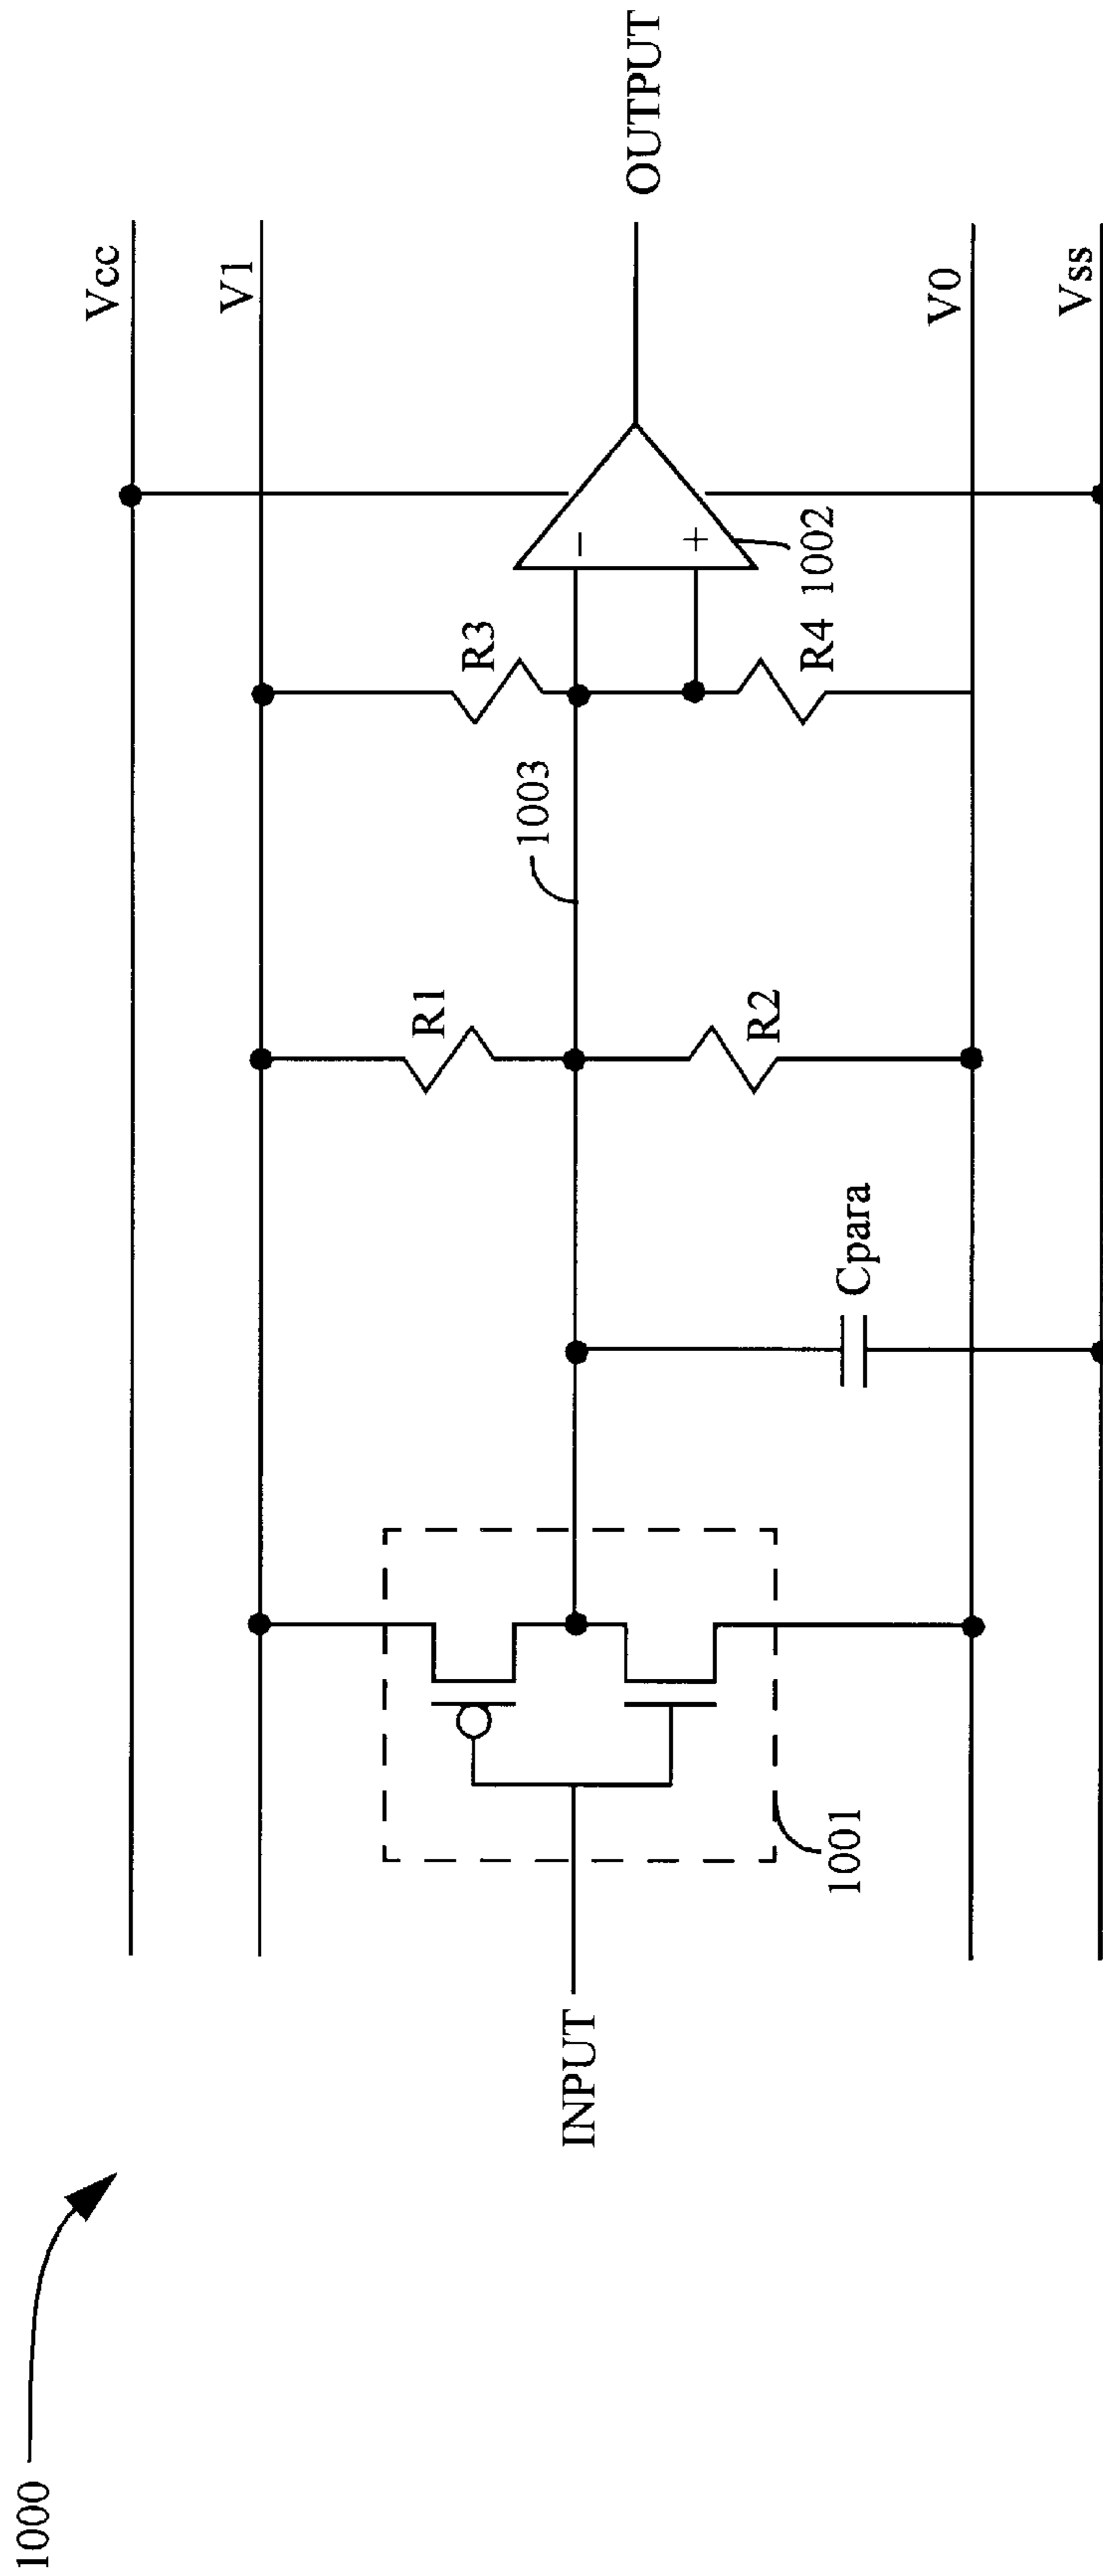 1000
Vcc
V1
R3
R1
1003
INPUT
OUTPUT
1002
R4
R2
Cpara
1001
V0
Vss
−
+